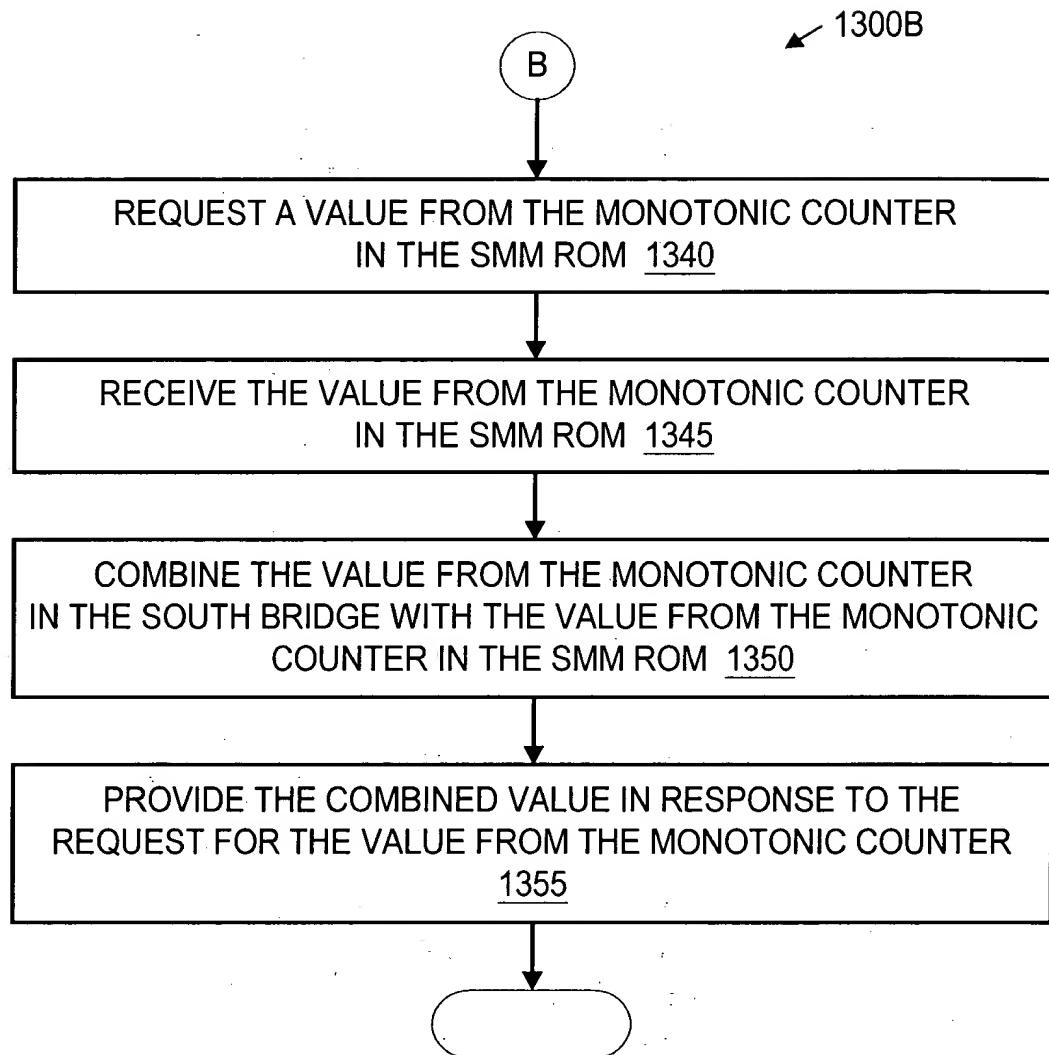 1300B
B
REQUEST A VALUE FROM THE MONOTONIC COUNTER
IN THE SMM ROM 1340
RECEIVE THE VALUE FROM THE MONOTONIC COUNTER
IN THE SMM ROM 1345
COMBINE THE VALUE FROM THE MONOTONIC COUNTER
IN THE SOUTH BRIDGE WITH THE VALUE FROM THE MONOTONIC
COUNTER IN THE SMM ROM 1350
PROVIDE THE COMBINED VALUE IN RESPONSE TO THE
REQUEST FOR THE VALUE FROM THE MONOTONIC COUNTER
1355